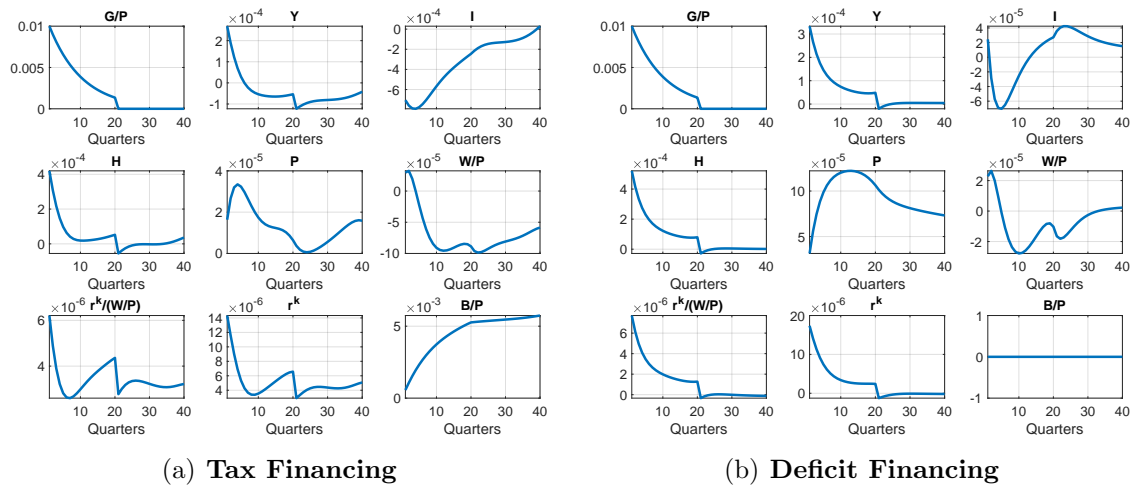 G/P
0.01
0.005
0
10 20 30 40
Quarters
×10⁻⁴
Y
2
1
0
-1
10 20 30 40
Quarters
×10⁻⁴
I
0
-2
-4
-6
10 20 30 40
Quarters
×10⁻⁴
H
4
2
0
10 20 30 40
Quarters
×10⁻⁵
P
4
2
0
10 20 30 40
Quarters
×10⁻⁵
W/P
0
-5
-10
10 20 30 40
Quarters
×10⁻⁶
rᵏ/(W/P)
6
4
10 20 30 40
Quarters
×10⁻⁶
rᵏ
14
12
10
8
6
4
10 20 30 40
Quarters
×10⁻³
B/P
5
0
10 20 30 40
Quarters
(a) Tax Financing
G/P
0.01
0.005
0
10 20 30 40
Quarters
×10⁻⁴
Y
3
2
1
0
10 20 30 40
Quarters
×10⁻⁵
I
4
2
0
-2
-4
-6
10 20 30 40
Quarters
×10⁻⁴
H
4
2
0
10 20 30 40
Quarters
×10⁻⁵
P
10
5
10 20 30 40
Quarters
×10⁻⁵
W/P
2
0
-2
10 20 30 40
Quarters
×10⁻⁶
rᵏ/(W/P)
6
4
2
0
10 20 30 40
Quarters
×10⁻⁶
rᵏ
20
10
0
10 20 30 40
Quarters
B/P
1
0
-1
10 20 30 40
Quarters
(b) Deficit Financing